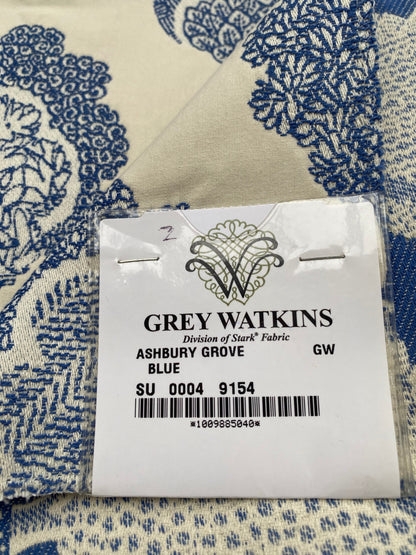 2
W
GREY WATKINS
Division of Stark® Fabric
ASHBURY GROVE GW
BLUE
SU 0004 9154
*1009885040*